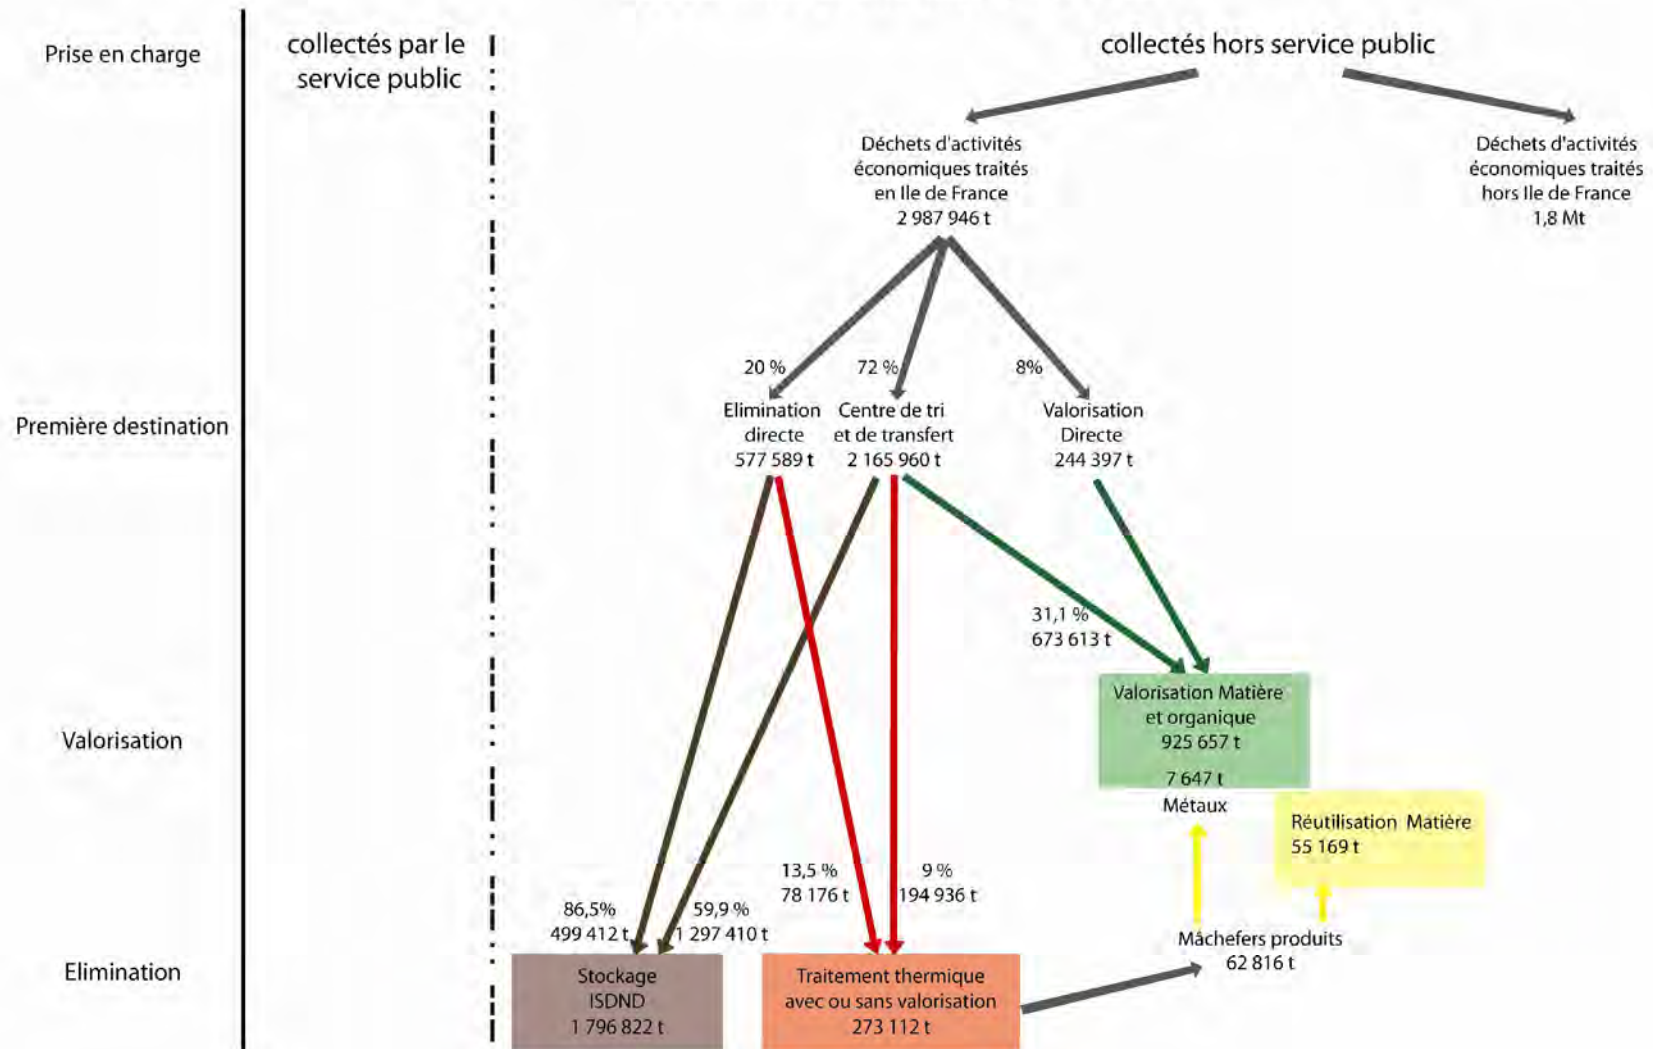 Prise en charge
collectés par le
service public
collectés hors service public
Déchets d'activités
économiques traités
en Ile de France
2 987 946 t
Déchets d'activités
économiques traités
hors Ile de France
1,8 Mt
20 %
72 %
8%
Première destination
Elimination
directe
577 589 t
Centre de tri
et de transfert
2 165 960 t
Valorisation
Directe
244 397 t
31,1 %
673 613 t
Valorisation
Valorisation Matière
et organique
925 657 t
7 647 t
Métaux
Réutilisation Matière
55 169 t
13,5 %
78 176 t
9 %
194 936 t
86,5%
499 412 t
59,9 %
1 297 410 t
Mâchefers produits
62 816 t
Elimination
Stockage
ISDND
1 796 822 t
Traitement thermique
avec ou sans valorisation
273 112 t